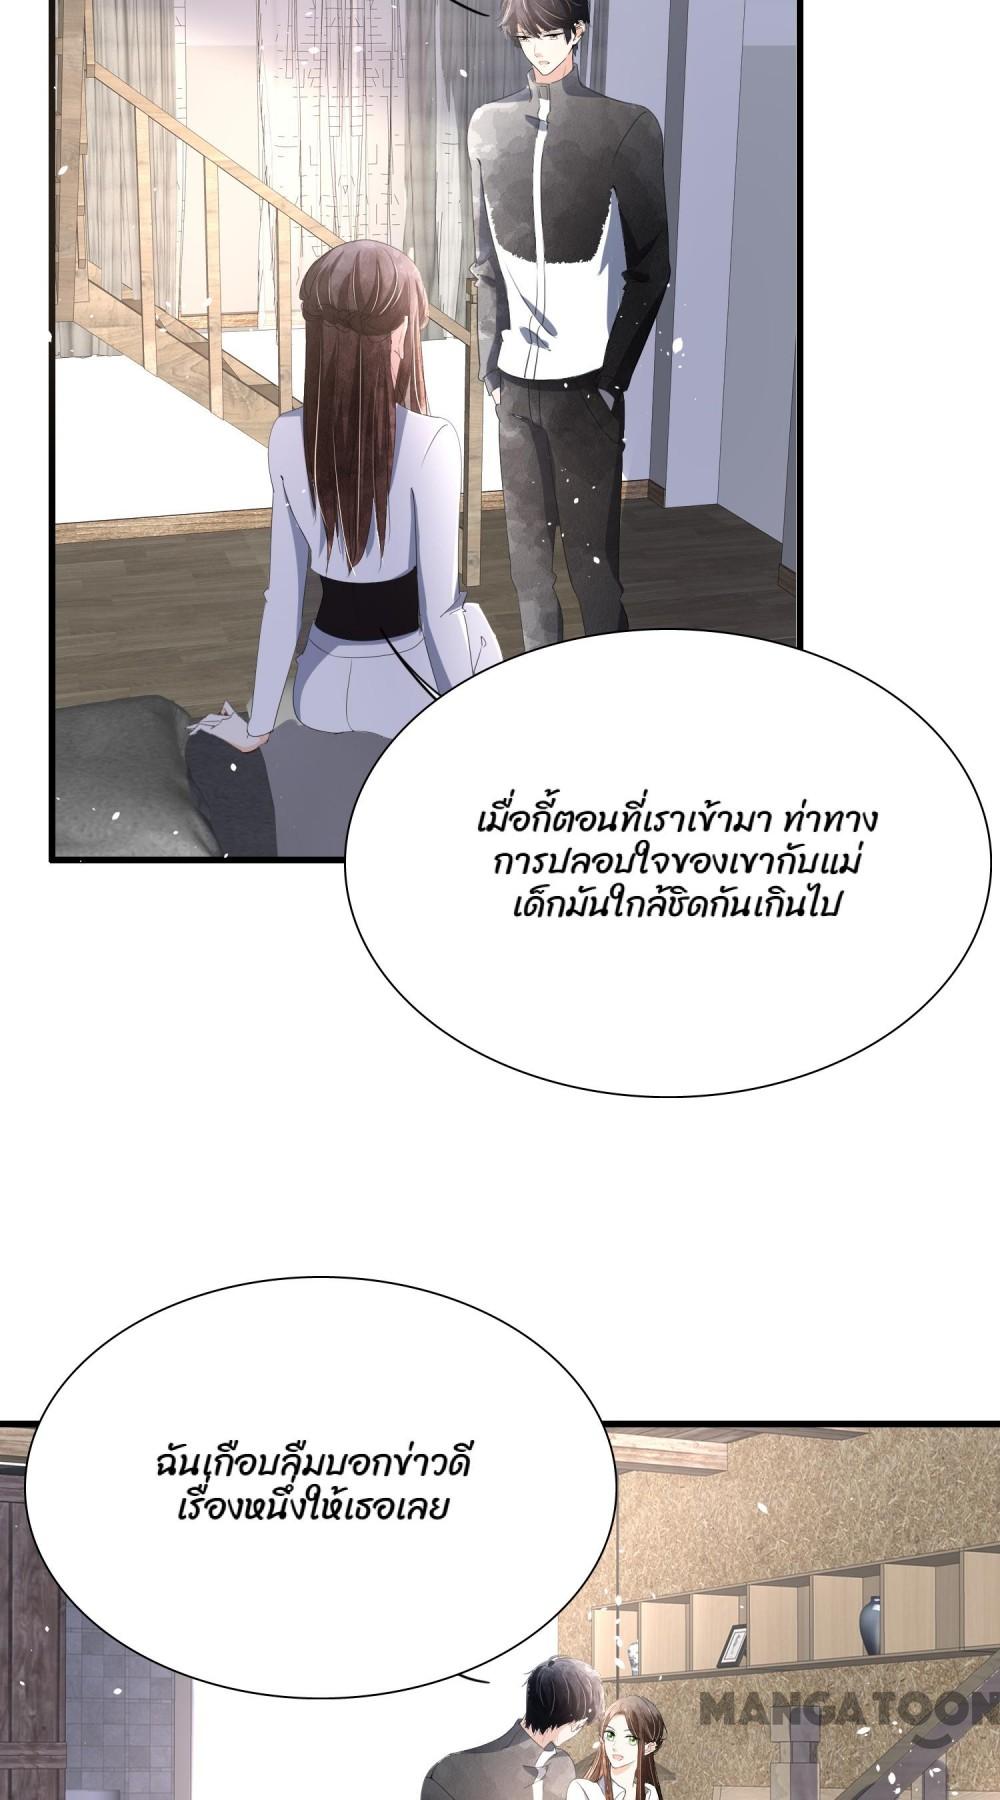 เมื่อกี้ตอนที่เราเข้ามา ท่าทาง
การปลอบใจของเขากับแม่
เด็กมันใกล้ชิดกันเกินไป
ฉันเกือบลืมบอกข่าวดี
เรื่องหนึ่งให้เธอเลย
MANGATOON